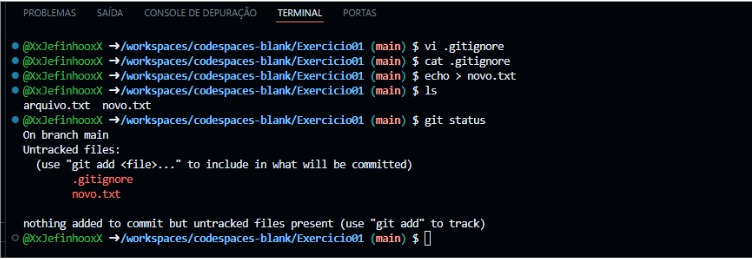 PROBLEMAS SAÍDA CONSOLE DE DEPURAÇÃO TERMINAL PORTAS
@XxJefinhooxX ➜/workspaces/codespaces-blank/Exercicio01 (main) $ vi .gitignore
@XxJefinhooxX ➜/workspaces/codespaces-blank/Exercicio01 (main) $ cat .gitignore
@XxJefinhooxX ➜/workspaces/codespaces-blank/Exercicio01 (main) $ echo > novo.txt
@XxJefinhooxX ➜/workspaces/codespaces-blank/Exercicio01 (main) $ ls
arquivo.txt  novo.txt
@XxJefinhooxX ➜/workspaces/codespaces-blank/Exercicio01 (main) $ git status
On branch main
Untracked files:
  (use "git add <file>..." to include in what will be committed)
        .gitignore
        novo.txt

nothing added to commit but untracked files present (use "git add" to track)
@XxJefinhooxX ➜/workspaces/codespaces-blank/Exercicio01 (main) $